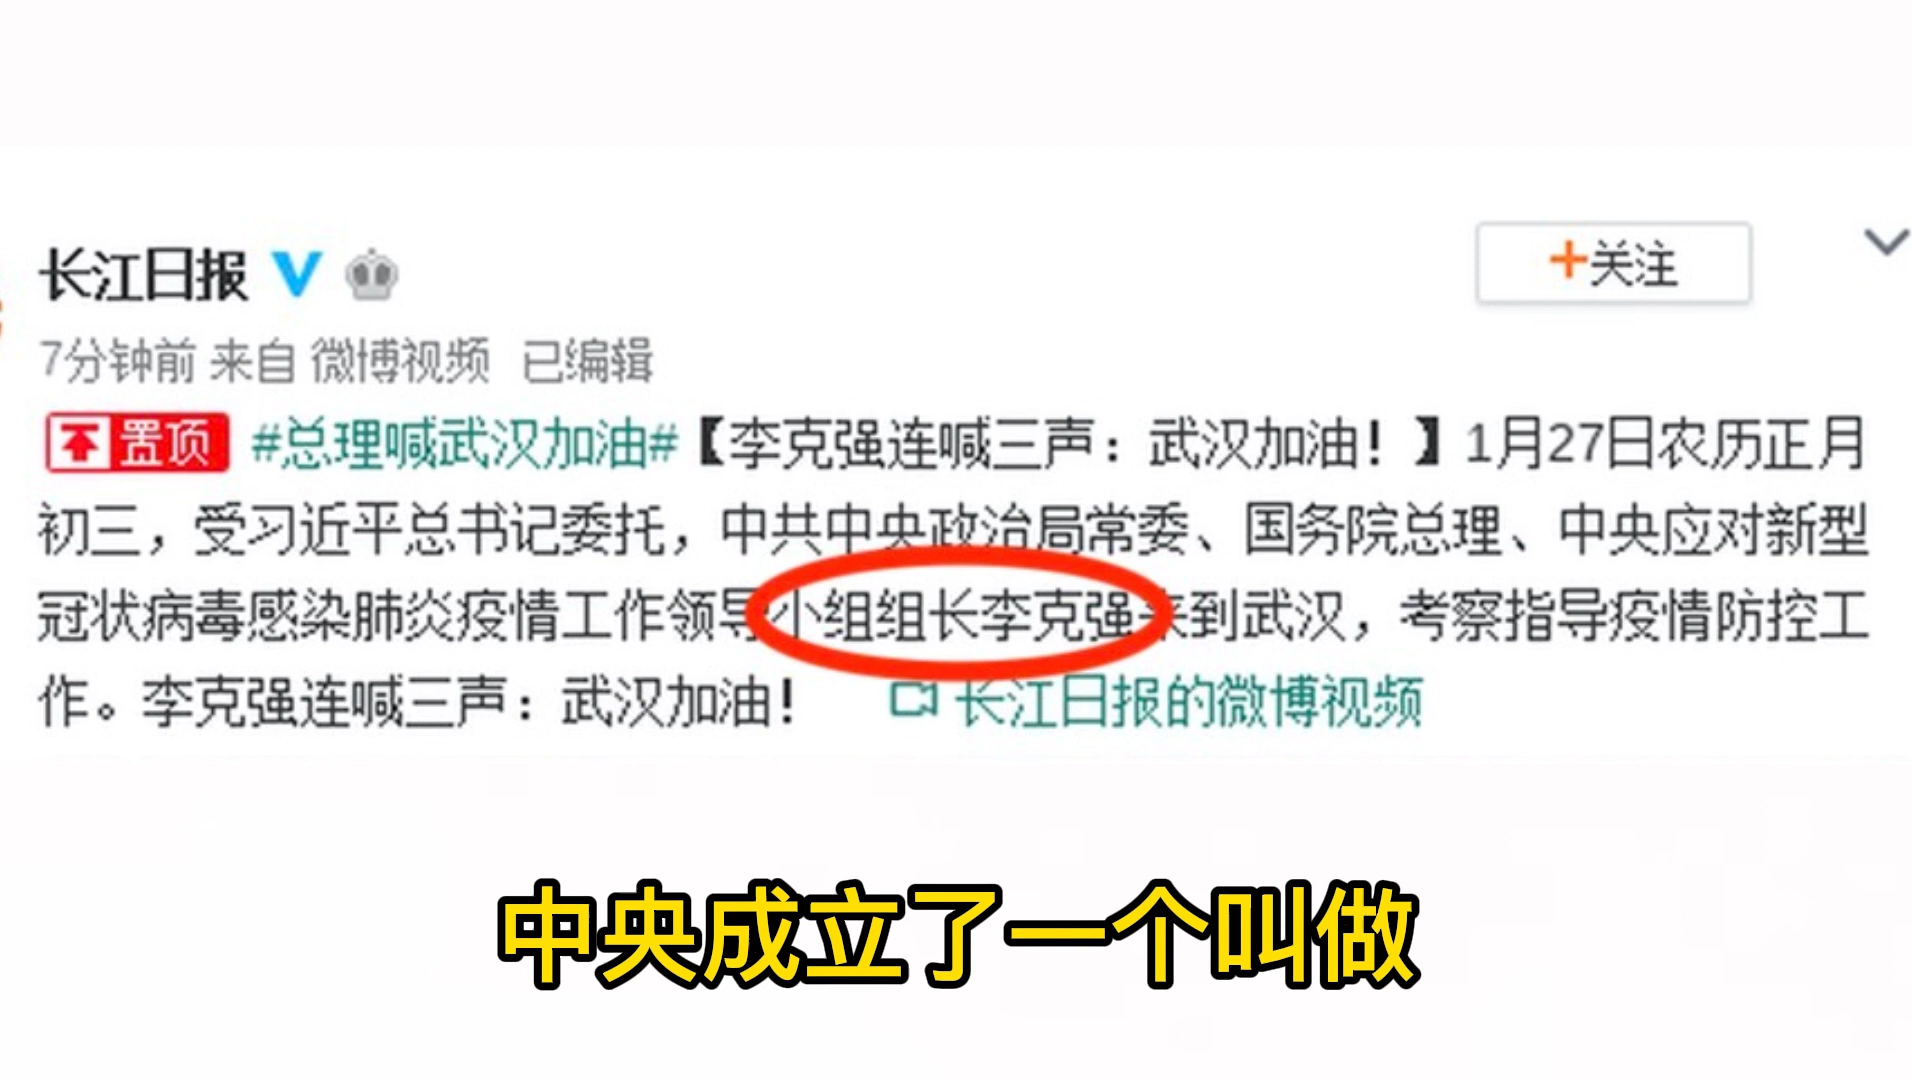 长江日报
+关注
7分钟前 来自 微博视频 已编辑
置顶 #总理喊武汉加油#【李克强连喊三声：武汉加油！】1月27日农历正月
初三，受习近平总书记委托，中共中央政治局常委、国务院总理、中央应对新型
冠状病毒感染肺炎疫情工作领导小组组长李克强来到武汉，考察指导疫情防控工
作。李克强连喊三声：武汉加油！ 长江日报的微博视频
中央成立了一个叫做